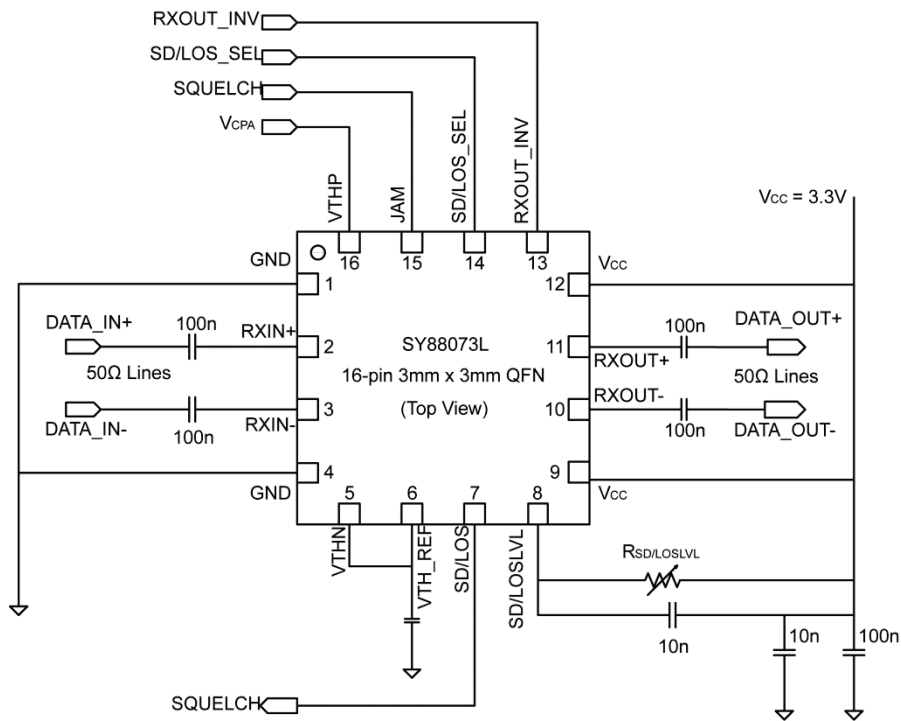 RXOUT_INV
SD/LOS_SEL
SQUELCH
VCPA
VTHP
JAM
SD/LOS_SEL
RXOUT_INV
VCC = 3.3V
GND
16
15
14
13
VCC
1
12
DATA_IN+
100n
RXIN+
2
SY88073L
11
RXOUT+
100n
DATA_OUT+
50Ω Lines
16-pin 3mm x 3mm QFN
50Ω Lines
DATA_IN-
100n
RXIN-
3
(Top View)
10
RXOUT-
100n
DATA_OUT-
4
9
GND
5
6
7
8
VCC
VTHN
VTH_REF
SD/LOS
SD/LOSLVL
RSD/LOSLVL
10n
10n
100n
SQUELCH